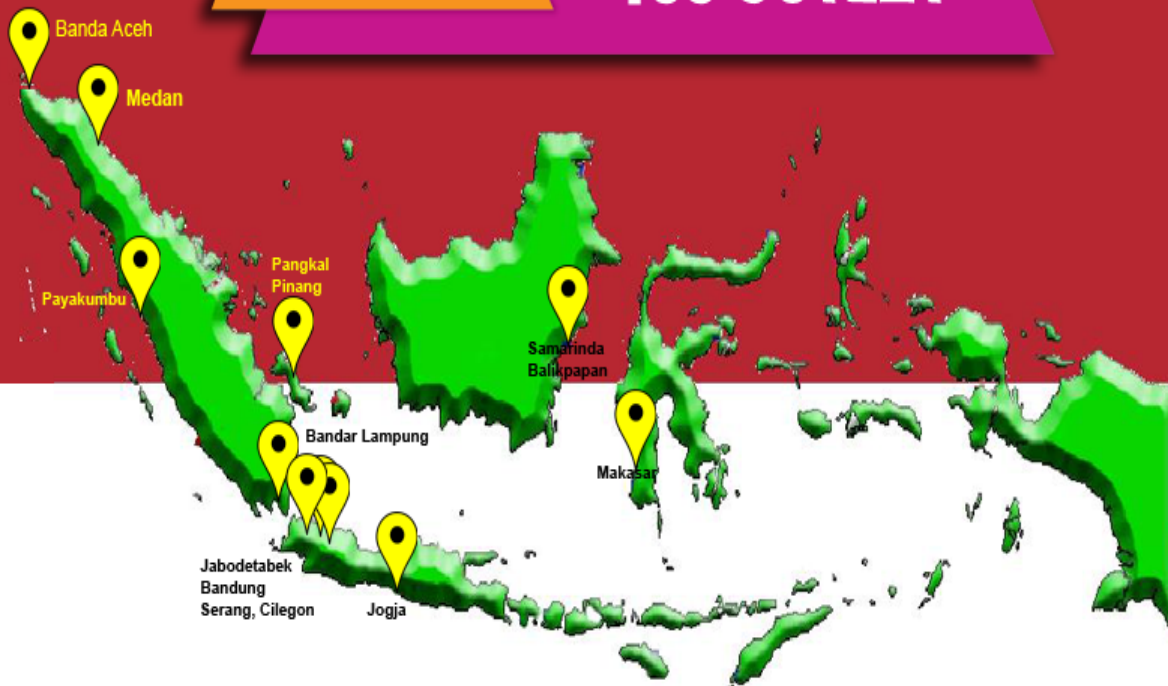 Banda Aceh
Medan
Pangkal
Pinang
Payakumbu
Samarinda
Balikpapan
Bandar Lampung
Makasar
Jabodetabek
Bandung
Serang, Cilegon
Jogja